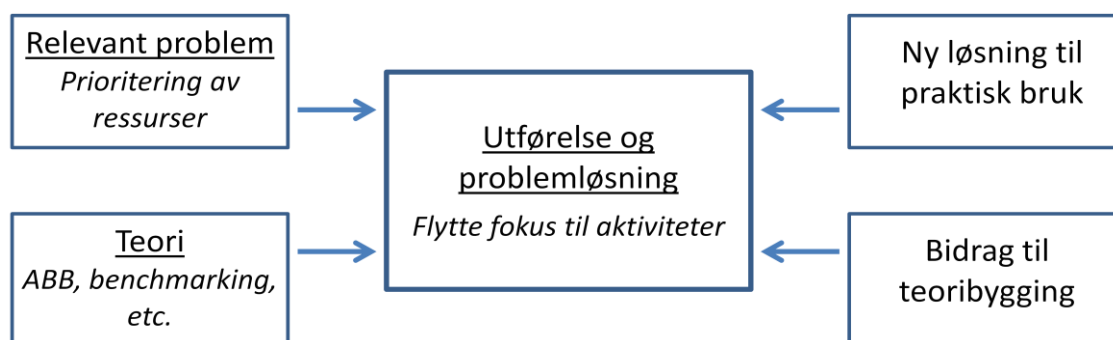 Relevant problem
Prioritering av
ressurser
Teori
ABB, benchmarking,
etc.
Utførelse og
problemløsning
Flytte fokus til aktiviteter
Ny løsning til
praktisk bruk
Bidrag til
teoribygging